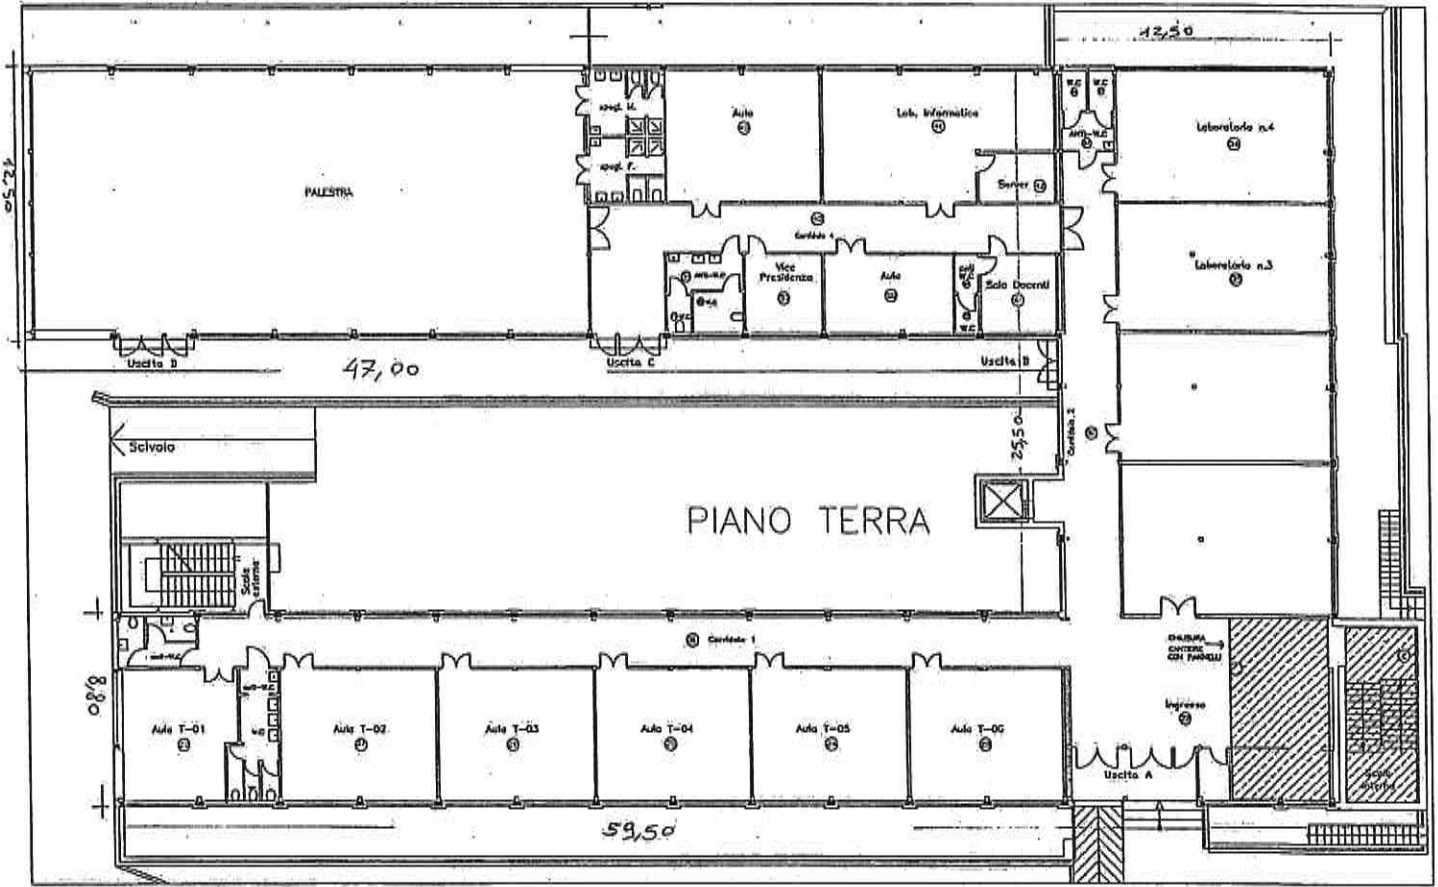 12,50
spogl. M.
Aula
Lab. Informatica
W.C
W.C
ANTI-W.C
Laboratorio n.4
12,50
PALESTRA
spogl. F.
Server
Corridoio 4
Laboratorio n.3
ANTI-W.C
W.C
W.C
Vice
Presidenza
Aula
W.C
Sala Docenti
Uscita D
47,00
Uscita C
Uscita B
Corridoio 2
25,50
Scivolo
PIANO TERRA
Scala
esterna
Corridoio 1
CHIUSURA
CANTIERE
CON PANNELLI
8,80
anti-W.C
anti-W.C
W.C
Aula T-01
Aula T-02
Aula T-03
Aula T-04
Aula T-05
Aula T-06
Ingresso
Uscita A
Scala
interna
59,50